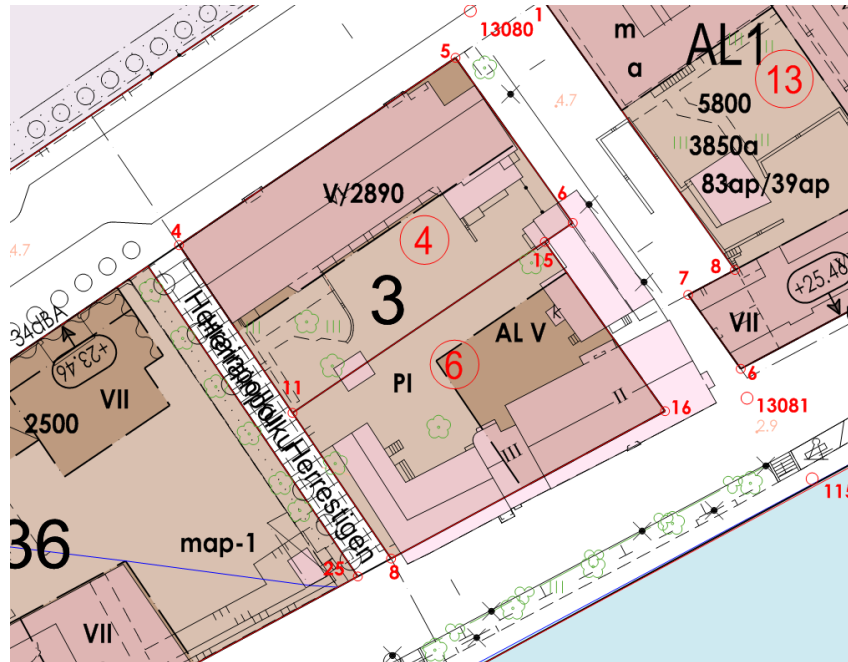 13080
1
5
m
a
AL1
13
4.7
5800
3850a
83ap/39ap
V/2890
6
4
4
15
3
8
7
+25.48
VII
4.7
34dBA
+23.46
VII
2500
Herrainpolku
Herrestigen
11
PI
AL V
6
II
III
16
6
13081
2.9
115
36
map-1
25
8
VII